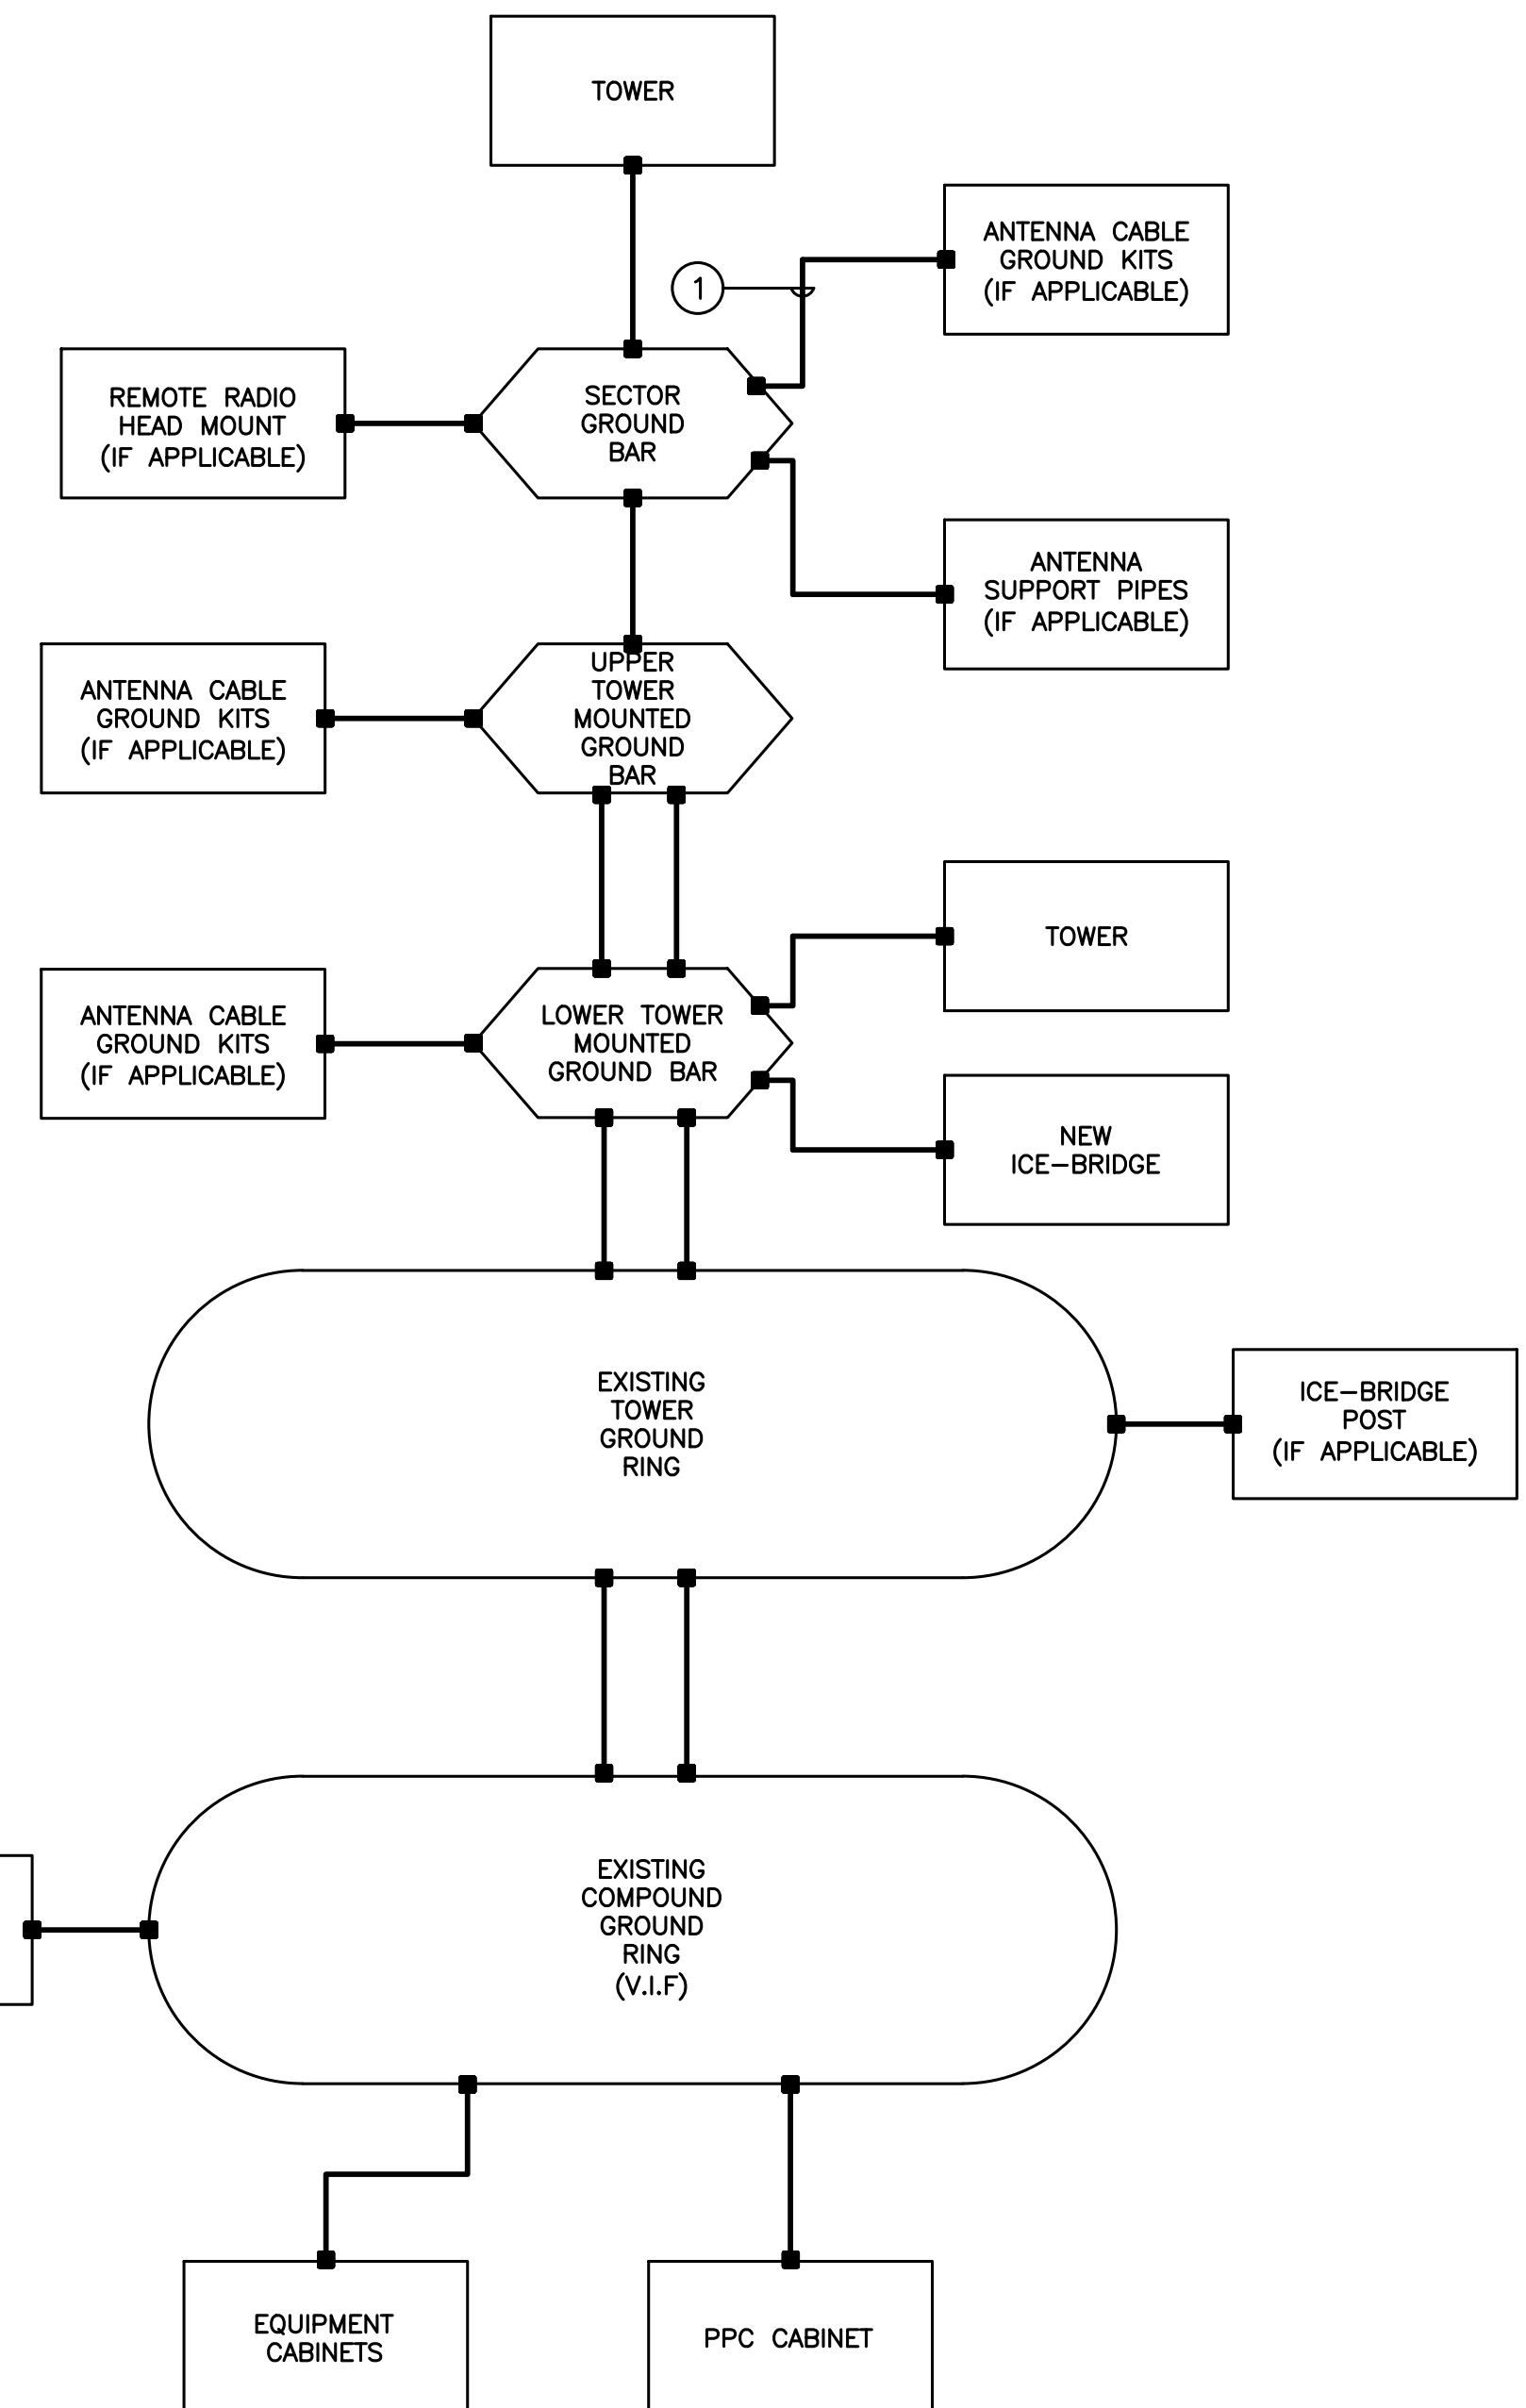 TOWER
ANTENNA CABLE
GROUND KITS
(IF APPLICABLE)
1
REMOTE RADIO
HEAD MOUNT
(IF APPLICABLE)
SECTOR
GROUND
BAR
ANTENNA
SUPPORT PIPES
(IF APPLICABLE)
ANTENNA CABLE
GROUND KITS
(IF APPLICABLE)
UPPER
TOWER
MOUNTED
GROUND
BAR
TOWER
ANTENNA CABLE
GROUND KITS
(IF APPLICABLE)
LOWER TOWER
MOUNTED
GROUND BAR
NEW
ICE-BRIDGE
EXISTING
TOWER
GROUND
RING
ICE-BRIDGE
POST
(IF APPLICABLE)
EXISTING
COMPOUND
GROUND
RING
(V.I.F)
EQUIPMENT
CABINETS
PPC CABINET